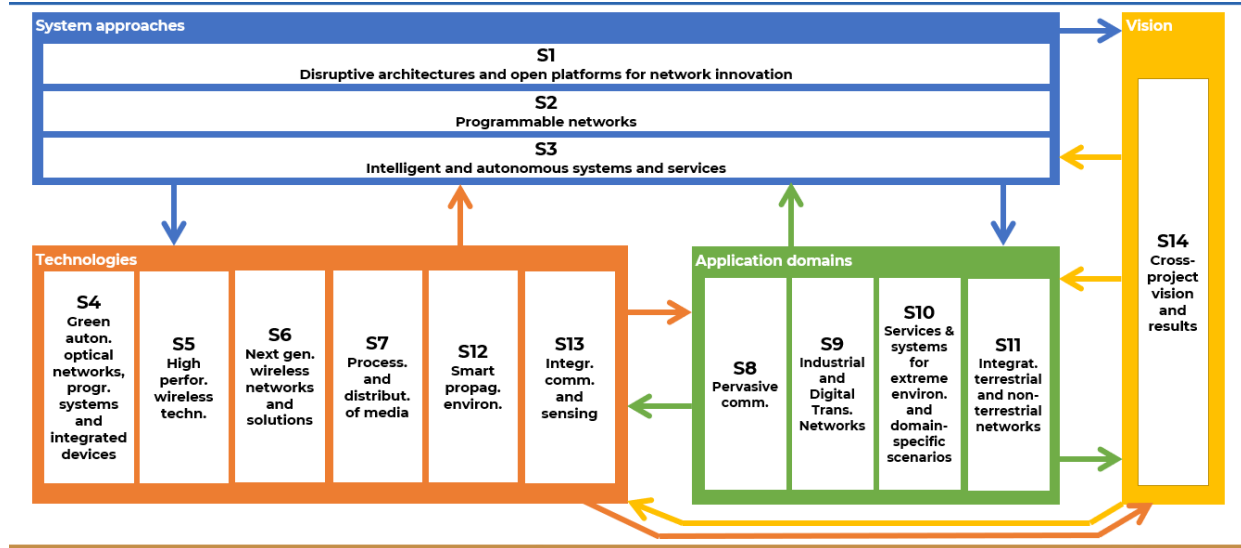 System approaches
S1
Disruptive architectures and open platforms for network innovation
S2
Programmable networks
S3
Intelligent and autonomous systems and services
Vision
S14
Cross-
project
vision
and
results
Technologies
S4
Green
auton.
optical
networks,
progr.
systems
and
integrated
devices
S5
High
perfor.
wireless
techn.
S6
Next gen.
wireless
networks
and
solutions
S7
Process.
and
distribut.
of media
S12
Smart
propag.
environ.
S13
Integr.
comm.
and
sensing
Application domains
S8
Pervasive
comm.
S9
Industrial
and
Digital
Trans.
Networks
S10
Services &
systems
for
extreme
environ.
and
domain-
specific
scenarios
S11
Integrat.
terrestrial
and non-
terrestrial
networks